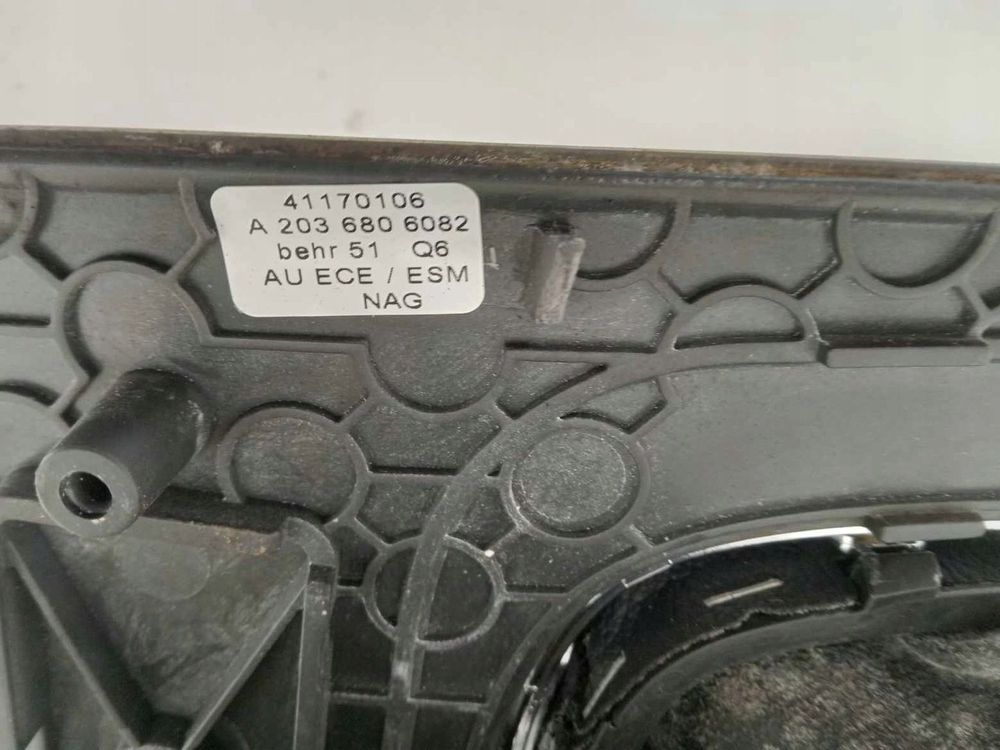 41170106
A 203 680 6082
behr 51 Q6
AU ECE / ESM
NAG